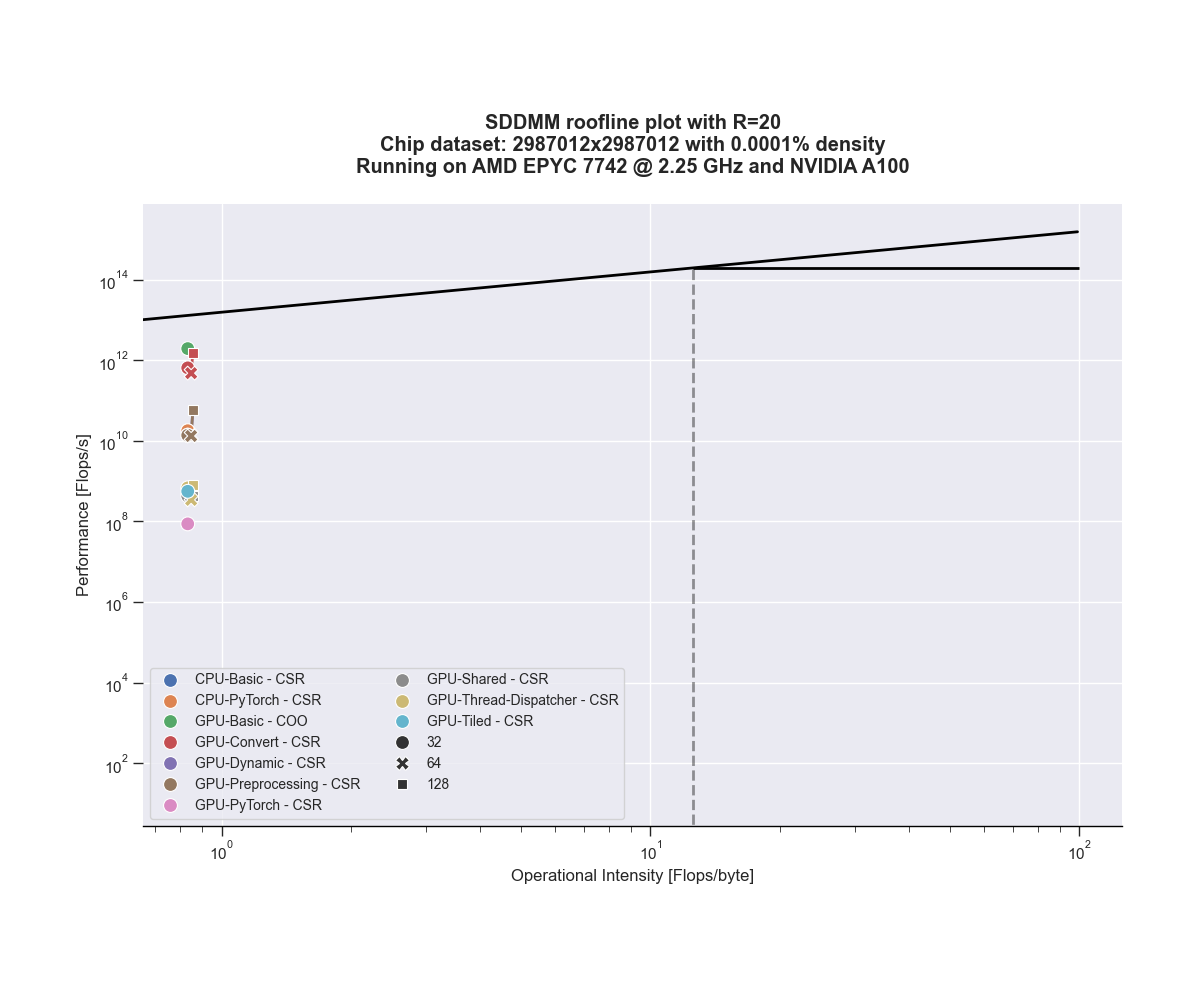 SDDMM roofline plot with R=20
Chip dataset: 2987012x2987012 with 0.0001% density
Running on AMD EPYC 7742 @ 2.25 GHz and NVIDIA A100
Performance [Flops/s]
10^14
10^12
10^10
10^8
10^6
10^4
10^2
CPU-Basic - CSR
CPU-PyTorch - CSR
GPU-Basic - COO
GPU-Convert - CSR
GPU-Dynamic - CSR
GPU-Preprocessing - CSR
GPU-PyTorch - CSR
GPU-Shared - CSR
GPU-Thread-Dispatcher - CSR
GPU-Tiled - CSR
32
64
128
10^0
10^1
10^2
Operational Intensity [Flops/byte]